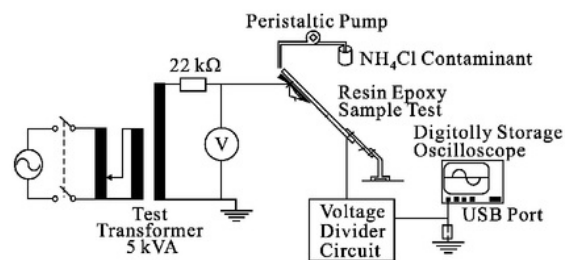 Peristaltic Pump
NH₄Cl Contaminant
22 kΩ
Resin Epoxy
Sample Test
Digitolly Storage
Oscilloscope
V
USB Port
Test
Transformer
5 kVA
Voltage
Divider
Circuit